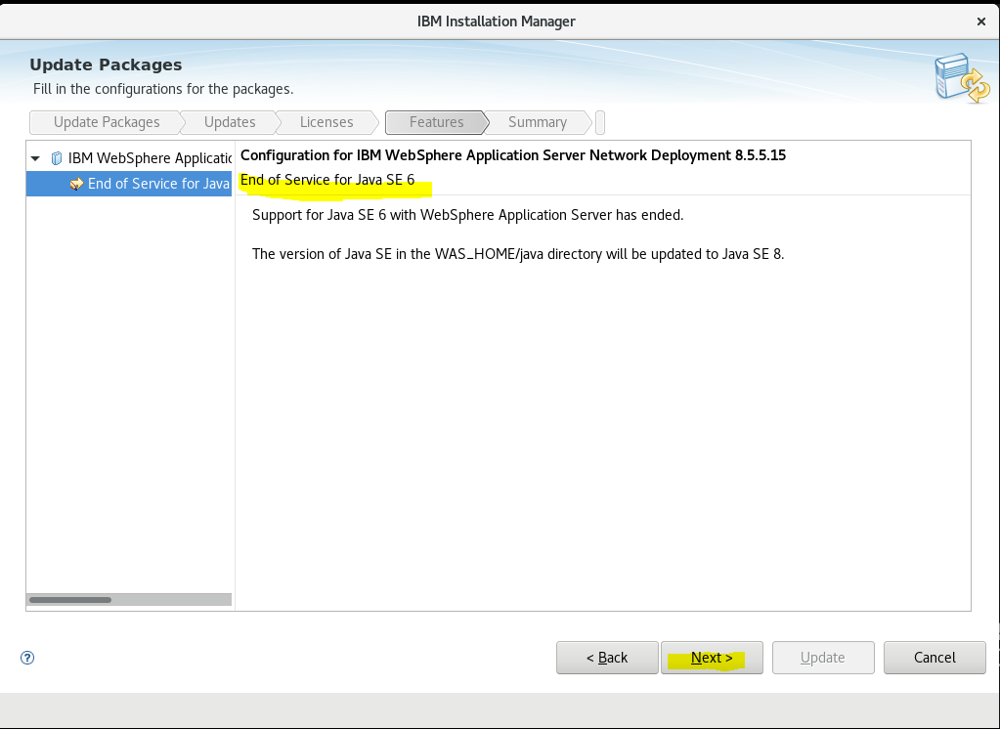 IBM Installation Manager
Update Packages
Fill in the configurations for the packages.
Update Packages
Updates
Licenses
Features
Summary
IBM WebSphere Applicatio
End of Service for Java
Configuration for IBM WebSphere Application Server Network Deployment 8.5.5.15
End of Service for Java SE 6
Support for Java SE 6 with WebSphere Application Server has ended.
The version of Java SE in the WAS_HOME/java directory will be updated to Java SE 8.
?
< Back
Next >
Update
Cancel